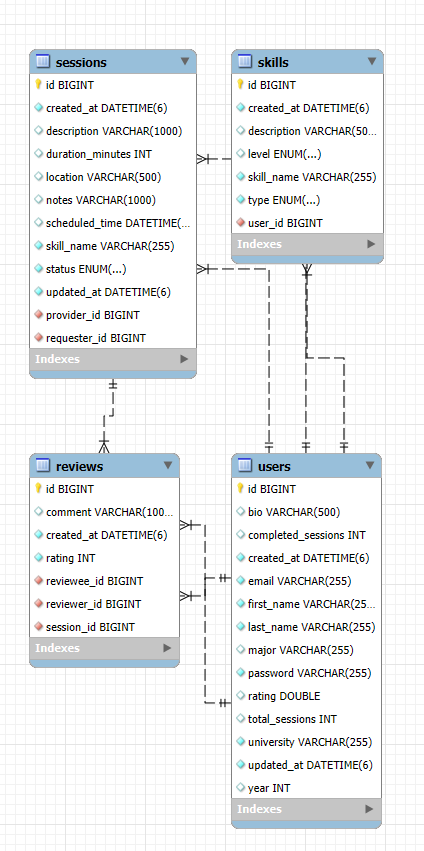 sessions
id BIGINT
created_at DATETIME(6)
description VARCHAR(1000)
duration_minutes INT
location VARCHAR(500)
notes VARCHAR(1000)
scheduled_time DATETIME(...
skill_name VARCHAR(255)
status ENUM(...)
updated_at DATETIME(6)
provider_id BIGINT
requester_id BIGINT
Indexes
skills
id BIGINT
created_at DATETIME(6)
description VARCHAR(50...
level ENUM(...)
skill_name VARCHAR(255)
type ENUM(...)
user_id BIGINT
Indexes
reviews
id BIGINT
comment VARCHAR(100...
created_at DATETIME(6)
rating INT
reviewee_id BIGINT
reviewer_id BIGINT
session_id BIGINT
Indexes
users
id BIGINT
bio VARCHAR(500)
completed_sessions INT
created_at DATETIME(6)
email VARCHAR(255)
first_name VARCHAR(25...
last_name VARCHAR(255)
major VARCHAR(255)
password VARCHAR(255)
rating DOUBLE
total_sessions INT
university VARCHAR(255)
updated_at DATETIME(6)
year INT
Indexes